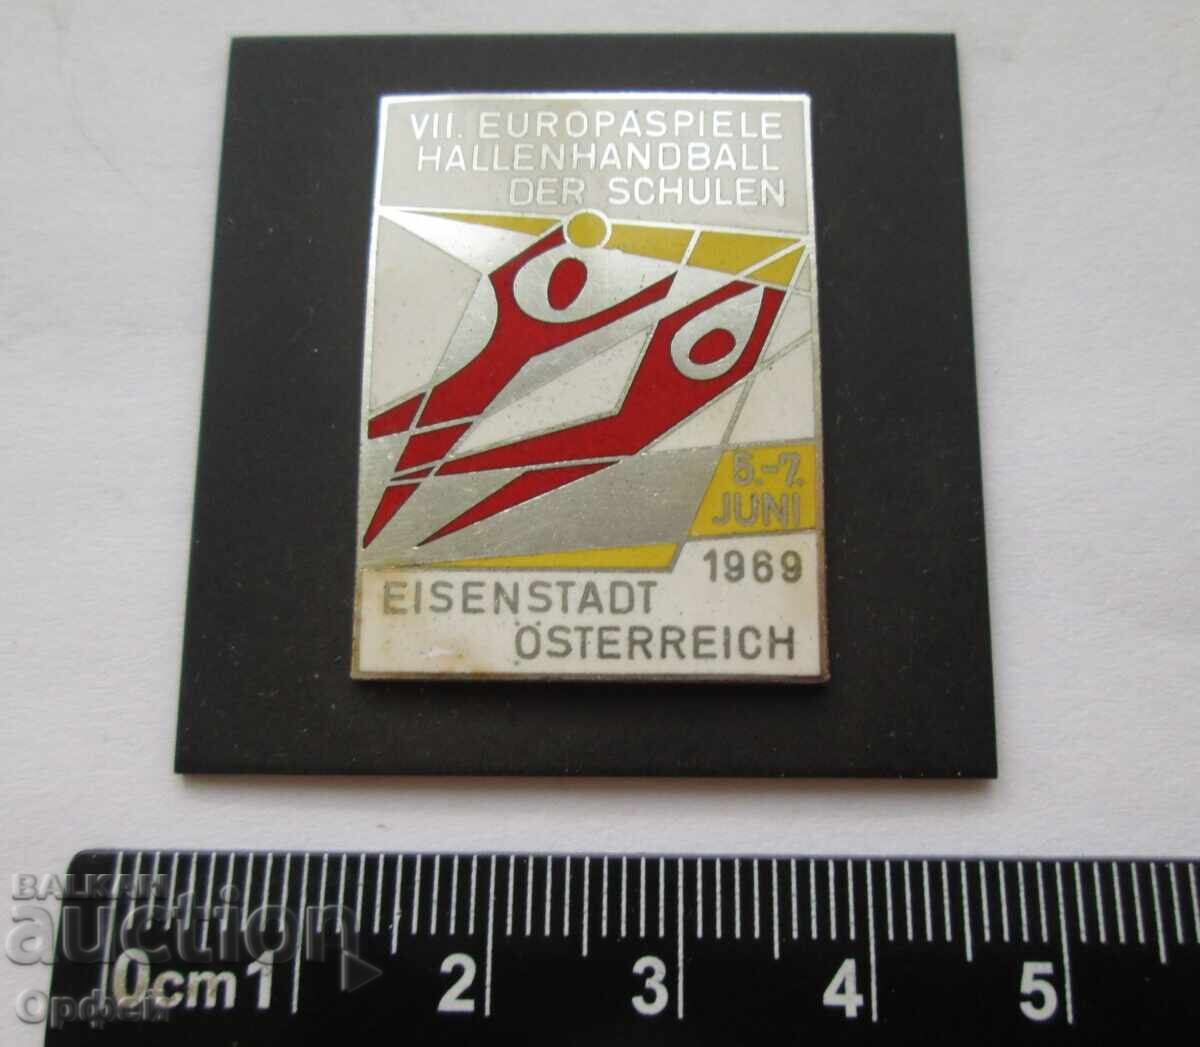 VII. EUROPASPIELE
HALLENHANDBALL
DER SCHULEN
5.-7.
JUNI
1969
EISENSTADT
ÖSTERREICH
BALKAN
auction
Орфей
0cm 1 2 3 4 5